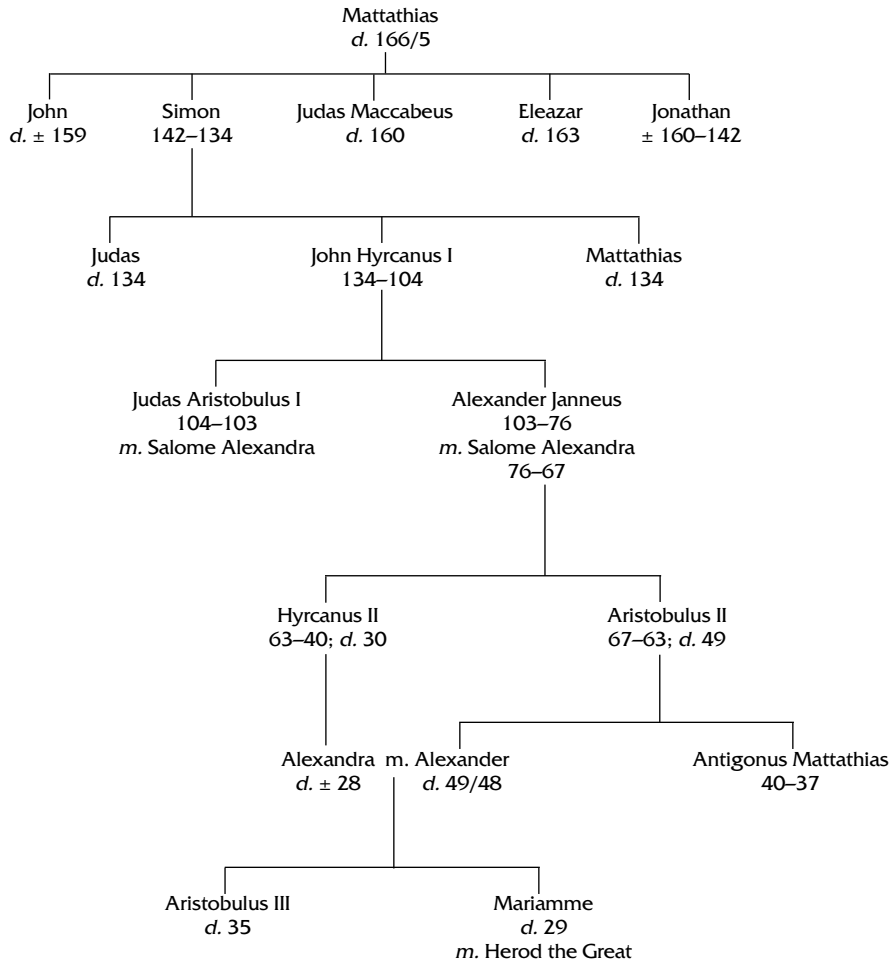 Mattathias
d. 166/5
John
d. ± 159
Simon
142–134
Judas Maccabeus
d. 160
Eleazar
d. 163
Jonathan
± 160–142
Judas
d. 134
John Hyrcanus I
134–104
Mattathias
d. 134
Judas Aristobulus I
104–103
m. Salome Alexandra
Alexander Janneus
103–76
m. Salome Alexandra
76–67
Hyrcanus II
63–40; d. 30
Aristobulus II
67–63; d. 49
Alexandra m. Alexander
d. ± 28 d. 49/48
Antigonus Mattathias
40–37
Aristobulus III
d. 35
Mariamme
d. 29
m. Herod the Great